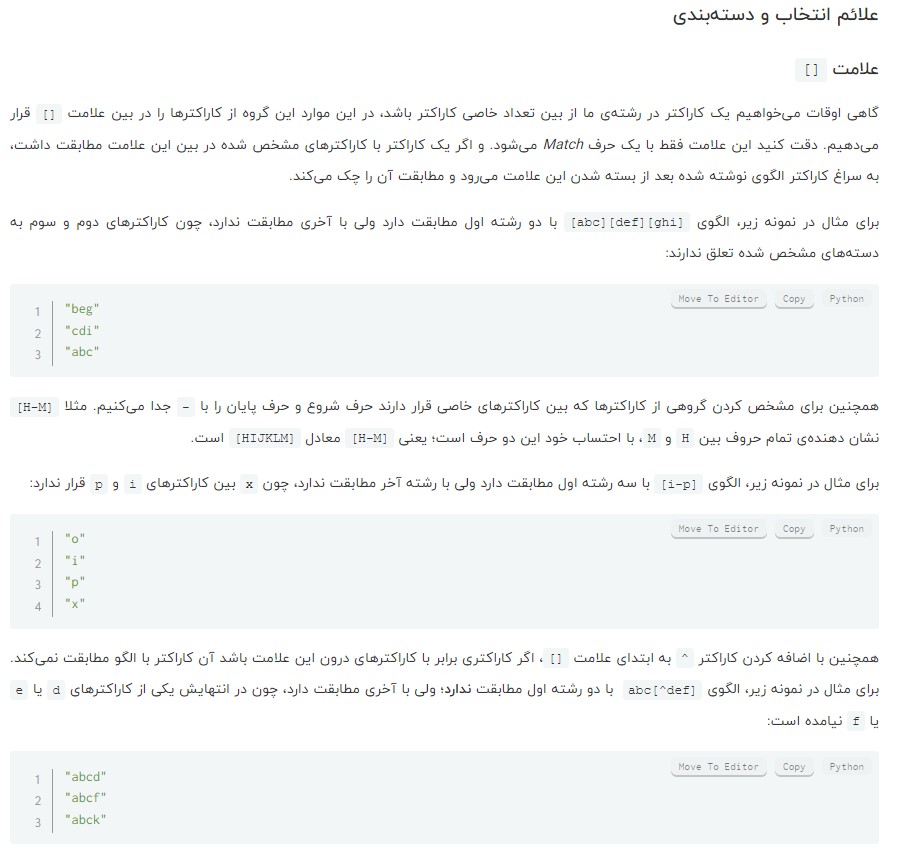 علائم انتخاب و دسته‌بندی
علامت []
گاهی اوقات می‌خواهیم یک کاراکتر در رشته‌ی ما از بین تعداد خاصی کاراکتر باشد، در این موارد این گروه از کاراکترها را در بین علامت [] قرار
می‌دهیم. دقت کنید این علامت فقط با یک حرف Match می‌شود. و اگر یک کاراکتر با کاراکترهای مشخص شده در بین این علامت مطابقت داشت،
به سراغ کاراکتر الگوی نوشته شده بعد از بسته شدن این علامت می‌رود و مطابقت آن را چک می‌کند.
برای مثال در نمونه زیر، الگوی [abc][def][ghi] با دو رشته اول مطابقت دارد ولی با آخری مطابقت ندارد، چون کاراکترهای دوم و سوم به
دسته‌های مشخص شده تعلق ندارند:
Move To Editor Copy Python
1 "beg"
2 "cdi"
3 "abc"
همچنین برای مشخص کردن گروهی از کاراکترها که بین کاراکترهای خاصی قرار دارند حرف شروع و حرف پایان را با - جدا می‌کنیم. مثلا [H-M]
نشان دهنده‌ی تمام حروف بین H و M ، با احتساب خود این دو حرف است؛ یعنی [H-M] معادل [HIJKLM] است.
برای مثال در نمونه زیر، الگوی [i-p] با سه رشته اول مطابقت دارد ولی با رشته آخر مطابقت ندارد، چون x بین کاراکترهای i و p قرار ندارد:
Move To Editor Copy Python
1 "o"
2 "i"
3 "p"
4 "x"
همچنین با اضافه کردن کاراکتر ^ به ابتدای علامت [] ، اگر کاراکتری برابر با کاراکترهای درون این علامت باشد آن کاراکتر با الگو مطابقت نمی‌کند.
برای مثال در نمونه زیر، الگوی abc[^def] با دو رشته اول مطابقت ندارد؛ ولی با آخری مطابقت دارد، چون در انتهایش یکی از کاراکترهای d یا e
یا f نیامده است:
Move To Editor Copy Python
1 "abcd"
2 "abcf"
3 "abck"